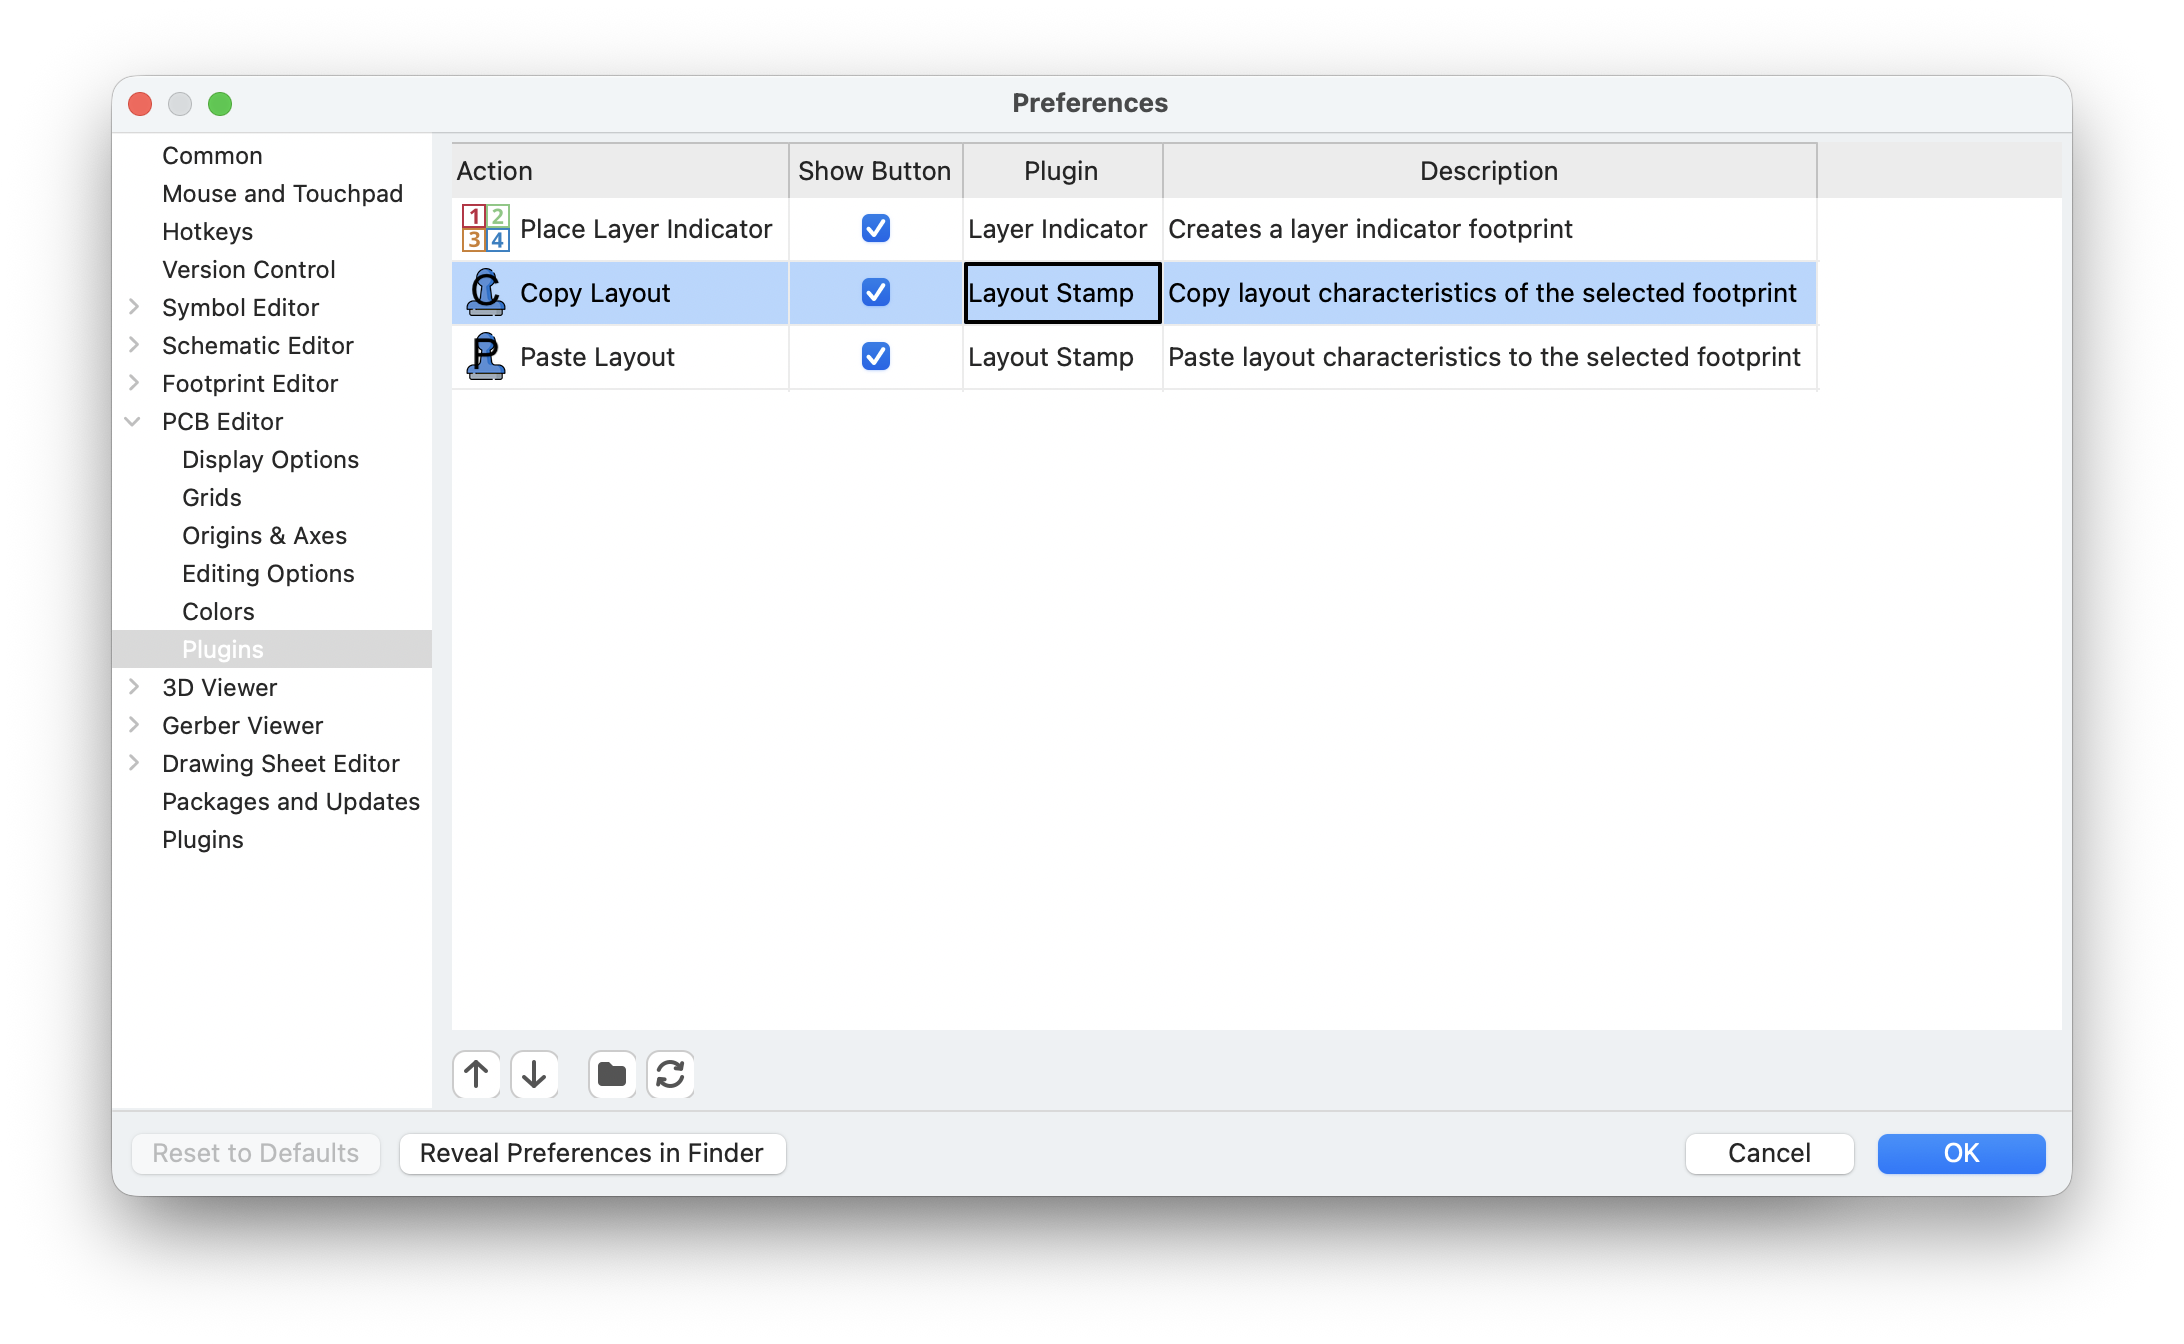 Preferences
Common
Mouse and Touchpad
Hotkeys
Version Control
Symbol Editor
Schematic Editor
Footprint Editor
PCB Editor
Display Options
Grids
Origins & Axes
Editing Options
Colors
Plugins
3D Viewer
Gerber Viewer
Drawing Sheet Editor
Packages and Updates
Plugins
Action Show Button Plugin Description
1 2 3 4 Place Layer Indicator Layer Indicator Creates a layer indicator footprint
C Copy Layout Layout Stamp Copy layout characteristics of the selected footprint
P Paste Layout Layout Stamp Paste layout characteristics to the selected footprint
Reset to Defaults Reveal Preferences in Finder Cancel OK